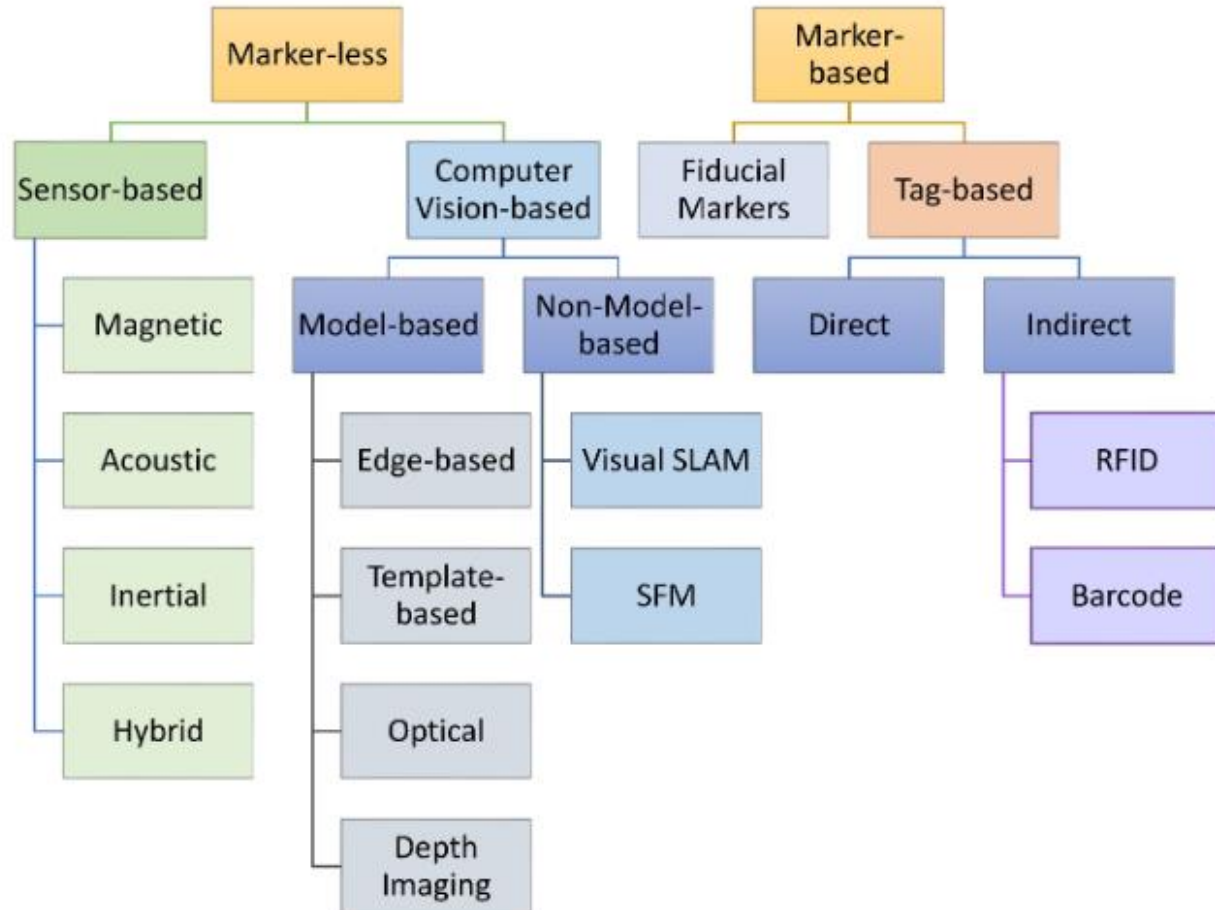 Marker-less
Marker-
based
Sensor-based
Computer
Vision-based
Fiducial
Markers
Tag-based
Magnetic
Model-based
Non-Model-
based
Direct
Indirect
Acoustic
Edge-based
Visual SLAM
RFID
Inertial
Template-
based
SFM
Barcode
Hybrid
Optical
Depth
Imaging